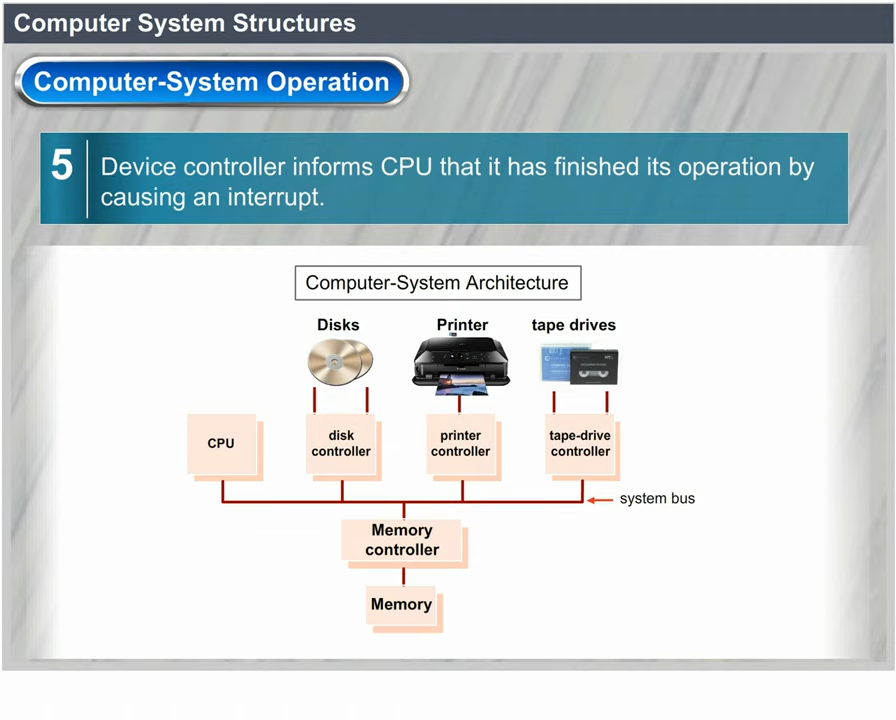 Computer System Structures
Computer-System Operation
5
Device controller informs CPU that it has finished its operation by
causing an interrupt.
Computer-System Architecture
Disks
Printer
tape drives
CPU
disk
controller
printer
controller
tape-drive
controller
system bus
Memory
controller
Memory